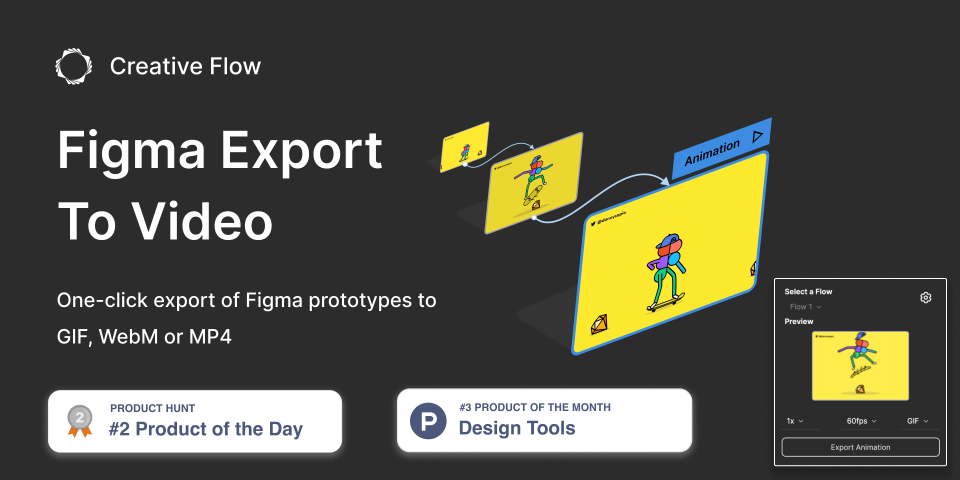 Creative Flow
Figma Export
To Video
One-click export of Figma prototypes to
GIF, WebM or MP4
2
PRODUCT HUNT
#2 Product of the Day
P
#3 PRODUCT OF THE MONTH
Design Tools
Animation
Select a Flow
Flow 1
Preview
1x
60fps
GIF
Export Animation